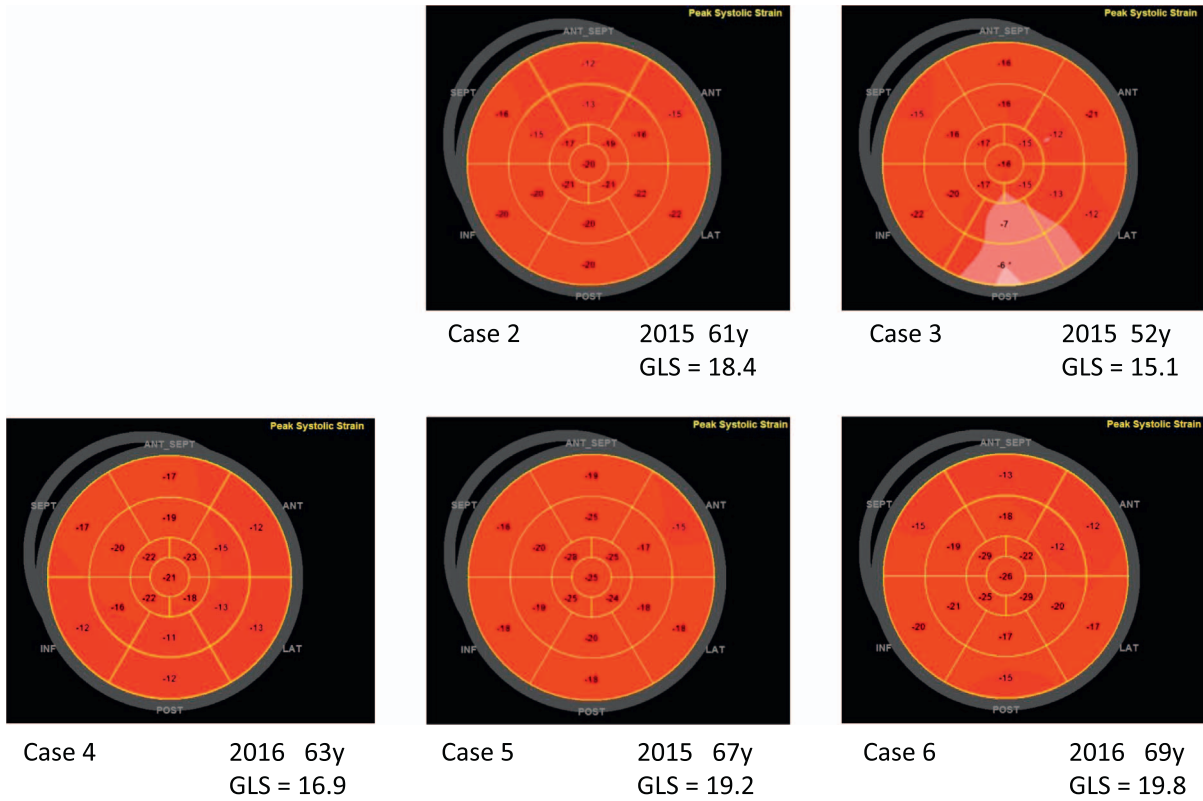 Peak Systolic Strain
ANT_SEPT
-12
SEPT ANT
-16 -13 -15
-15 -18
-17 -19
-20
-21 -21
-20 -22
-20 -20 -22
INF LAT
-20
POST
Case 2 2015 61y
GLS = 18.4
Peak Systolic Strain
ANT_SEPT
-16
SEPT ANT
-15 -18 -21
-16 -12
-17 -15
-16
-17 -15
-20 -13
-22 -7 -12
INF LAT
-6 *
POST
Case 3 2015 52y
GLS = 15.1
Peak Systolic Strain
ANT_SEPT
-17
SEPT ANT
-17 -19 -12
-20 -15
-22 -23
-21
-22 -18
-16 -13
-12 -11 -13
INF LAT
-12
POST
Case 4 2016 63y
GLS = 16.9
Peak Systolic Strain
ANT_SEPT
SEPT ANT
-16 -21 -15
-20 -17
-25
-25
-25 -24
-19 -18
-18 -20 -18
INF LAT
-18
POST
Case 5 2015 67y
GLS = 19.2
Peak Systolic Strain
ANT_SEPT
-13
SEPT ANT
-15 -18 -12
-19 -12
-29 -22
-26
-25 -29
-21 -20
-20 -17 -17
INF LAT
-15
POST
Case 6 2016 69y
GLS = 19.8